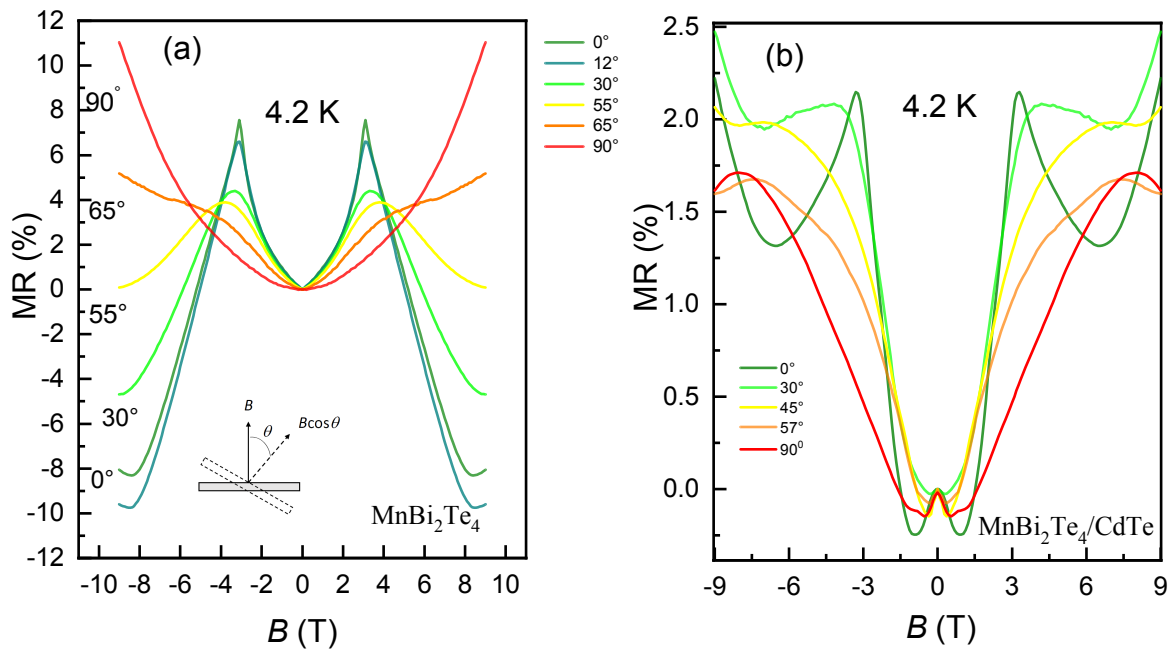 (a)
4.2 K
MR (%)
12
10
8
6
4
2
0
-2
-4
-6
-8
-10
-12
90°
65°
55°
30°
0°
0°
12°
30°
55°
65°
90°
B
θ
Bcosθ
MnBi₂Te₄
-10 -8 -6 -4 -2 0 2 4 6 8 10
B (T)
(b)
4.2 K
MR (%)
2.5
2.0
1.5
1.0
0.5
0.0
0°
30°
45°
57°
90⁰
MnBi₂Te₄/CdTe
-9 -6 -3 0 3 6 9
B (T)